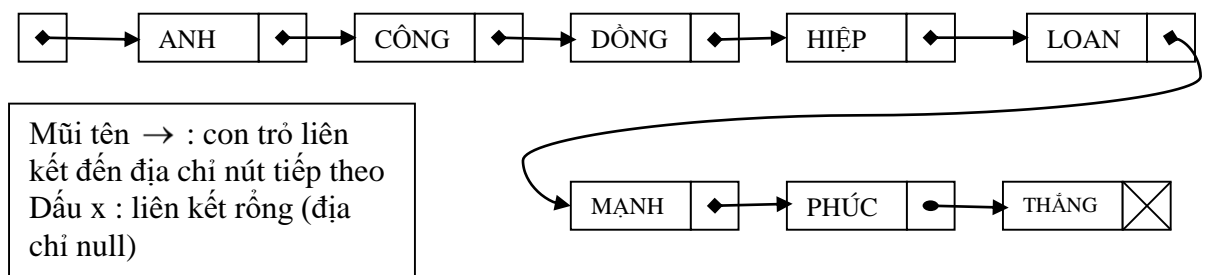 ANH CÔNG DỒNG HIỆP LOAN
Mũi tên → : con trỏ liên
kết đến địa chỉ nút tiếp theo
Dấu x : liên kết rổng (địa
chỉ null)
MẠNH PHÚC THẮNG